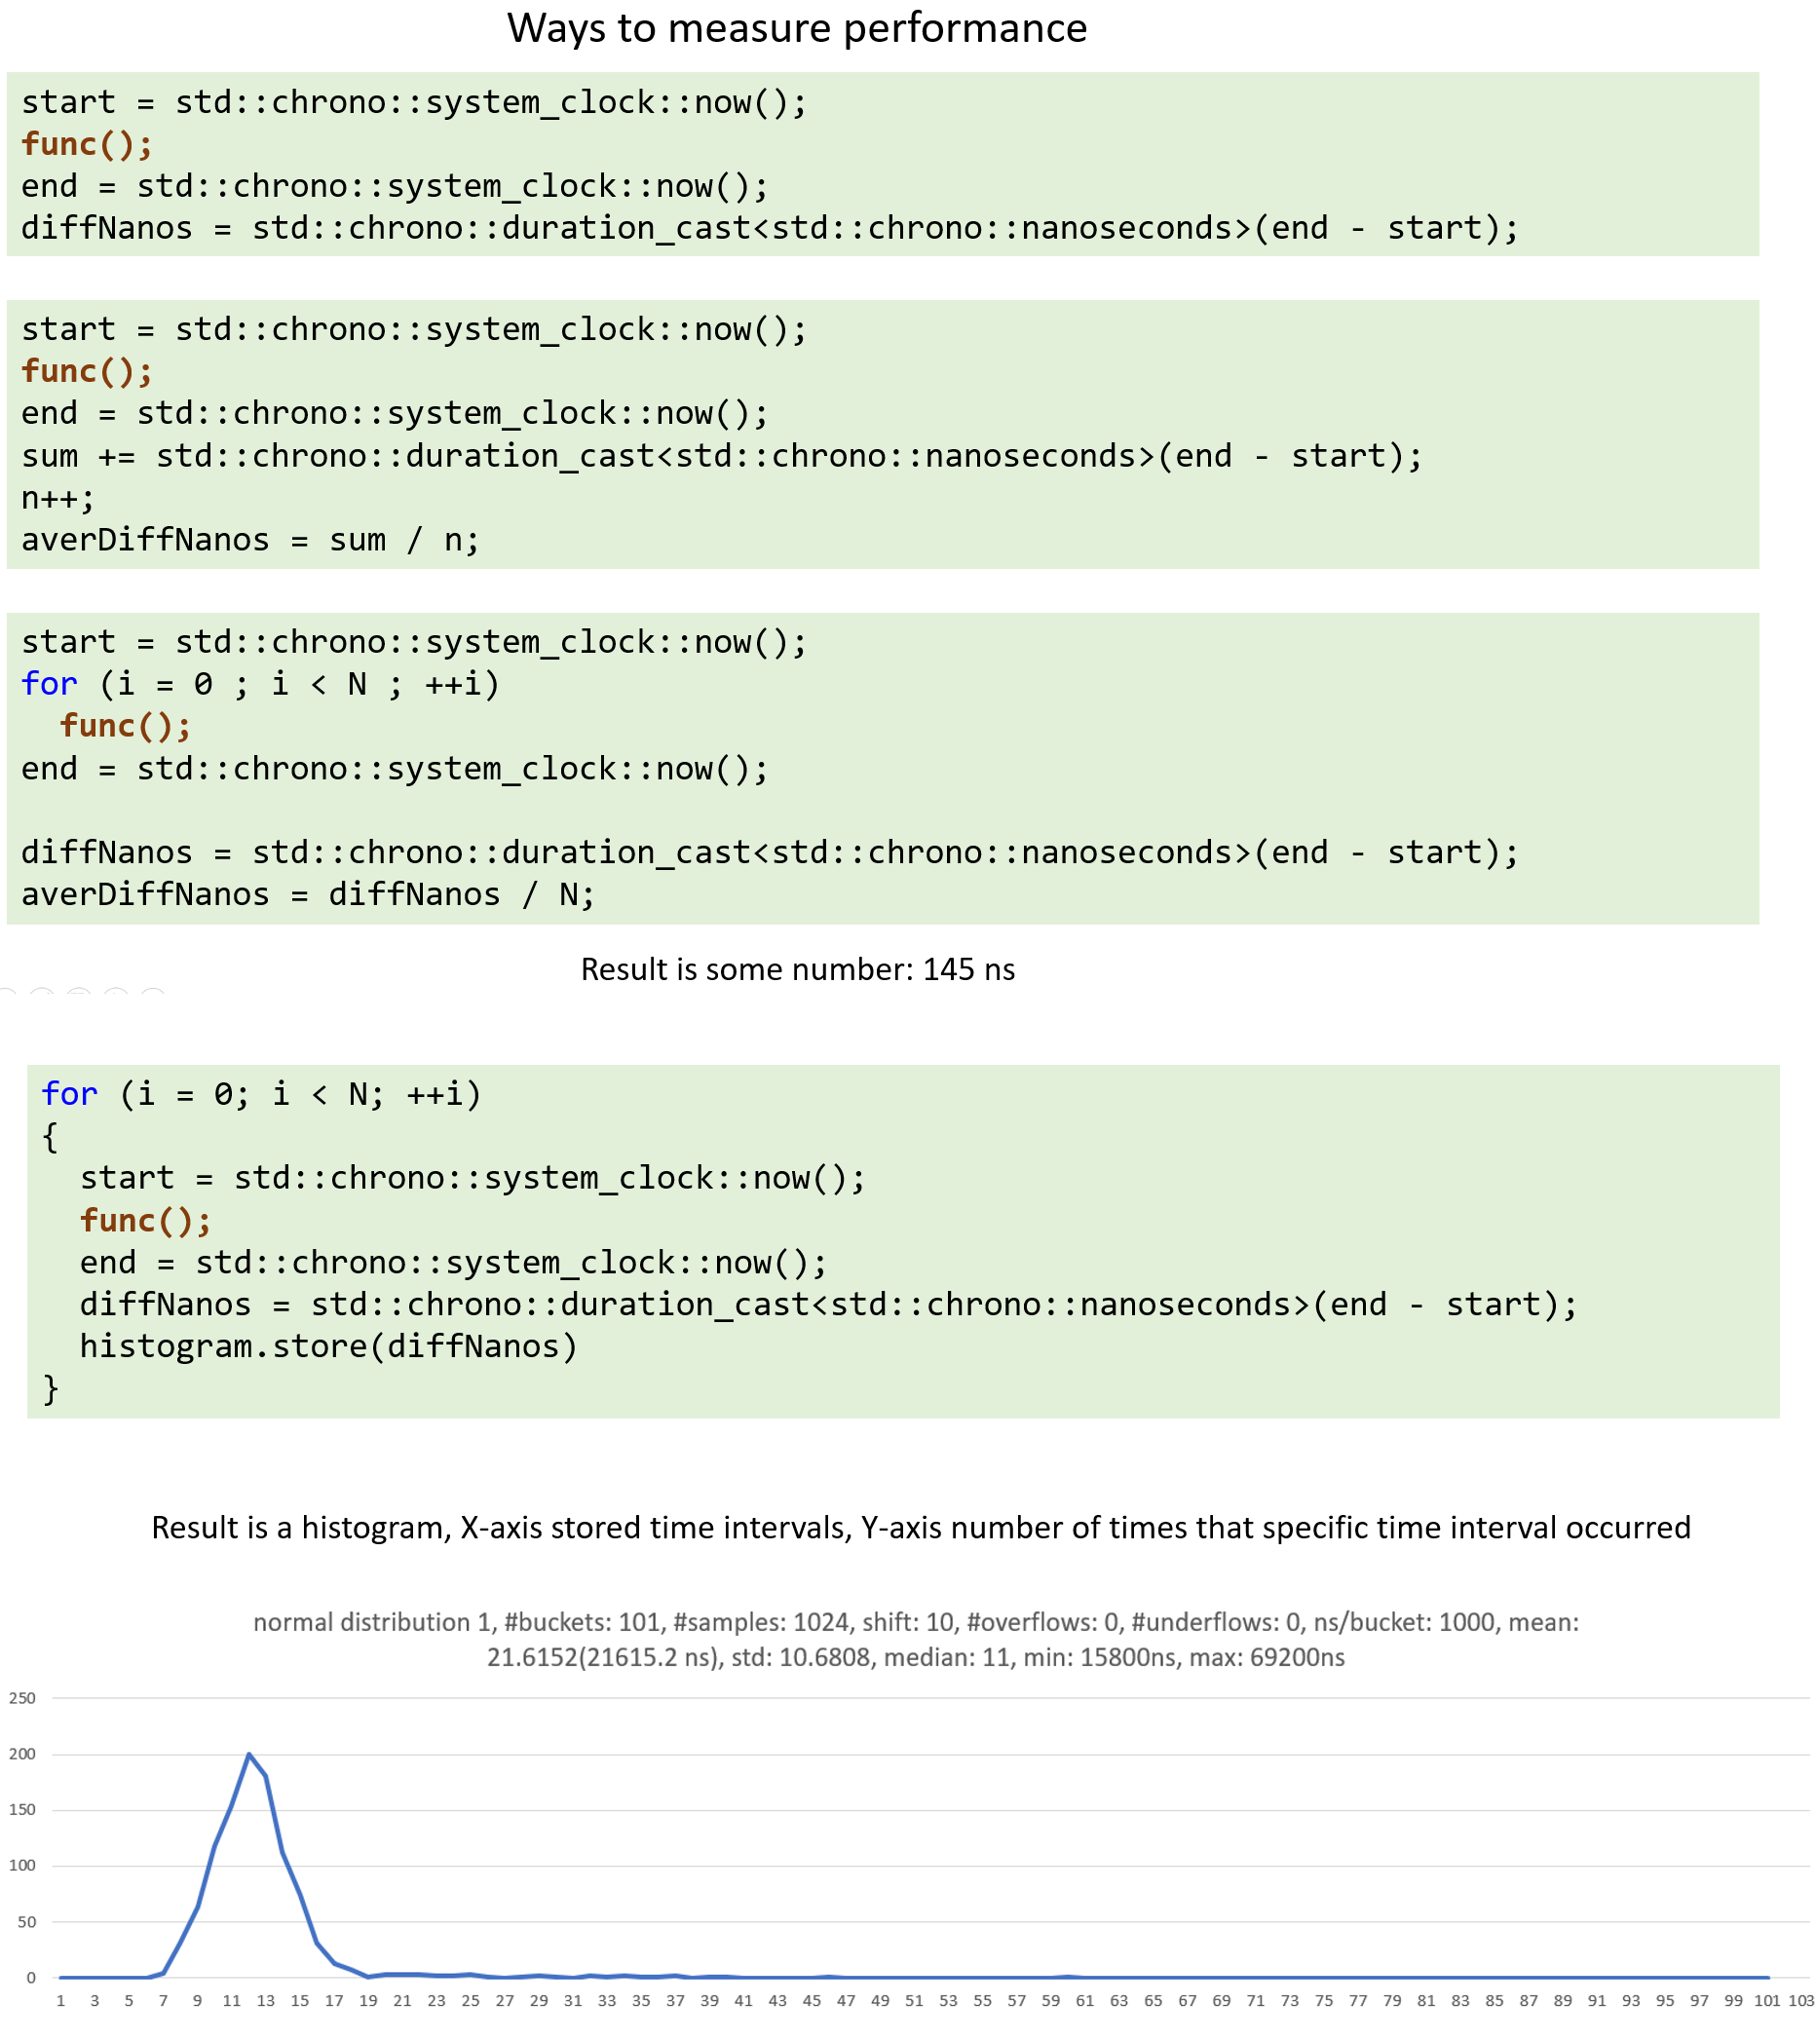 Ways to measure performance
start = std::chrono::system_clock::now();
func();
end = std::chrono::system_clock::now();
diffNanos = std::chrono::duration_cast<std::chrono::nanoseconds>(end - start);
start = std::chrono::system_clock::now();
func();
end = std::chrono::system_clock::now();
sum += std::chrono::duration_cast<std::chrono::nanoseconds>(end - start);
n++;
averDiffNanos = sum / n;
start = std::chrono::system_clock::now();
for (i = 0 ; i < N ; ++i)
  func();
end = std::chrono::system_clock::now();
diffNanos = std::chrono::duration_cast<std::chrono::nanoseconds>(end - start);
averDiffNanos = diffNanos / N;
Result is some number: 145 ns
for (i = 0; i < N; ++i)
{
  start = std::chrono::system_clock::now();
  func();
  end = std::chrono::system_clock::now();
  diffNanos = std::chrono::duration_cast<std::chrono::nanoseconds>(end - start);
  histogram.store(diffNanos)
}
Result is a histogram, X-axis stored time intervals, Y-axis number of times that specific time interval occurred
normal distribution 1, #buckets: 101, #samples: 1024, shift: 10, #overflows: 0, #underflows: 0, ns/bucket: 1000, mean:
21.6152(21615.2 ns), std: 10.6808, median: 11, min: 15800ns, max: 69200ns
250
200
150
100
50
0
1 3 5 7 9 11 13 15 17 19 21 23 25 27 29 31 33 35 37 39 41 43 45 47 49 51 53 55 57 59 61 63 65 67 69 71 73 75 77 79 81 83 85 87 89 91 93 95 97 99 101 103